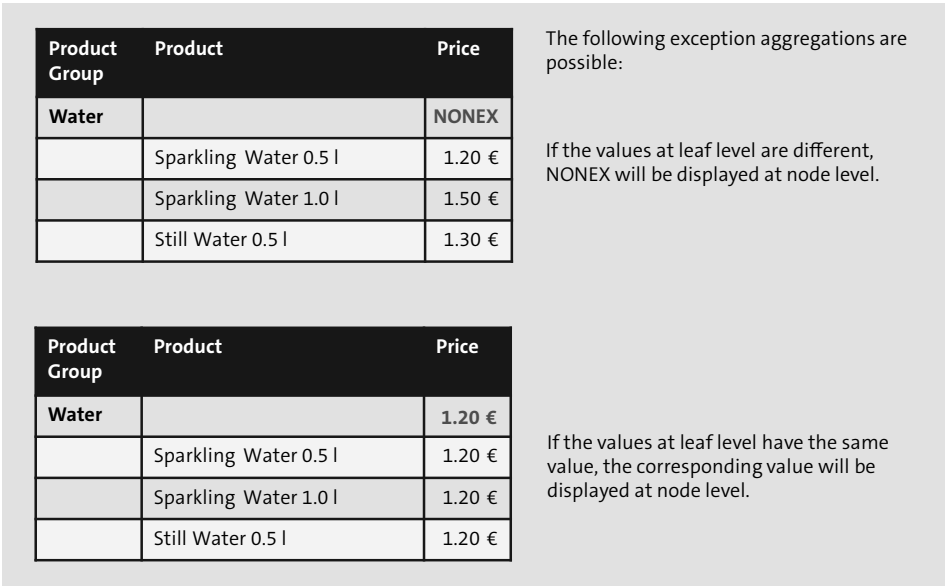 Product Product Price
Group
Water NONEX
Sparkling Water 0.5 l 1.20 €
Sparkling Water 1.0 l 1.50 €
Still Water 0.5 l 1.30 €
The following exception aggregations are
possible:
If the values at leaf level are different,
NONEX will be displayed at node level.
Product Product Price
Group
Water 1.20 €
Sparkling Water 0.5 l 1.20 €
Sparkling Water 1.0 l 1.20 €
Still Water 0.5 l 1.20 €
If the values at leaf level have the same
value, the corresponding value will be
displayed at node level.